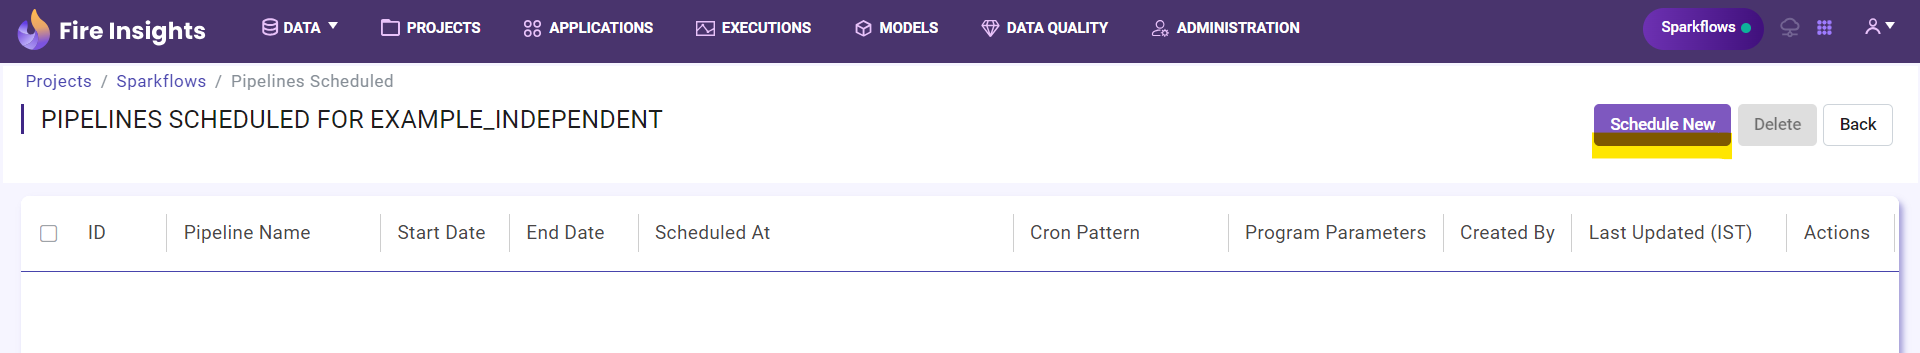 Fire Insights DATA PROJECTS APPLICATIONS EXECUTIONS MODELS DATA QUALITY ADMINISTRATION Sparkflows
Projects / Sparkflows / Pipelines Scheduled
PIPELINES SCHEDULED FOR EXAMPLE_INDEPENDENT
Schedule New Delete Back
ID Pipeline Name Start Date End Date Scheduled At Cron Pattern Program Parameters Created By Last Updated (IST) Actions